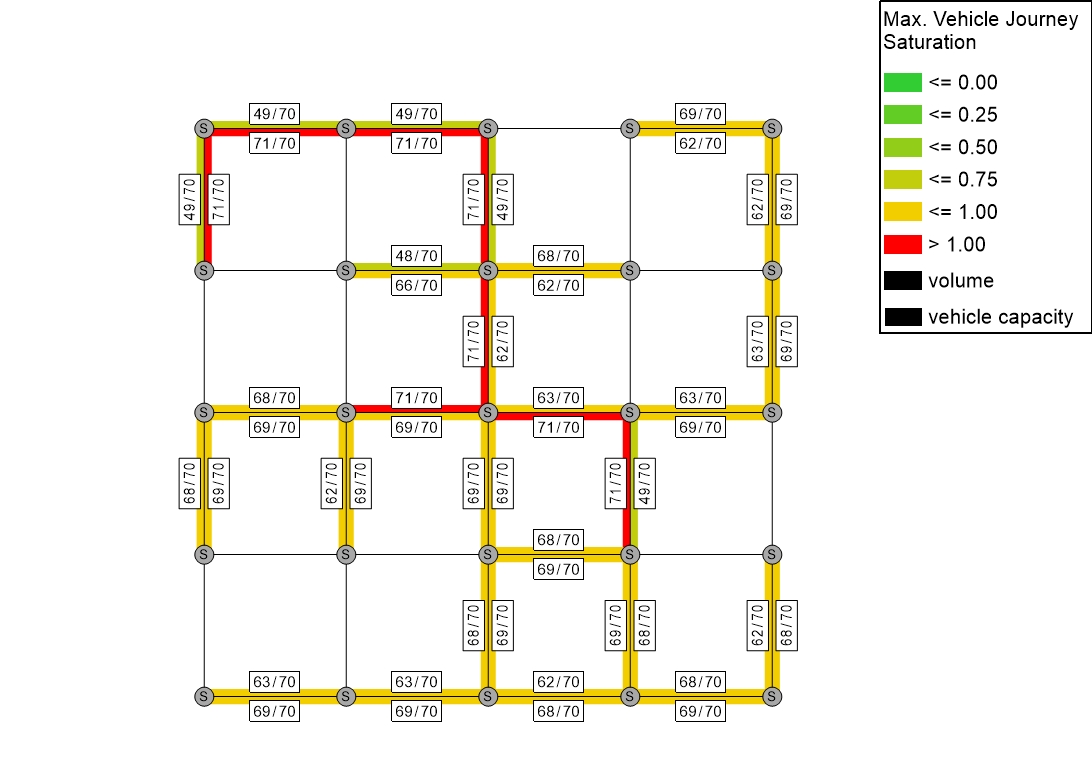 Max. Vehicle Journey
Saturation
<= 0.00
<= 0.25
<= 0.50
<= 0.75
<= 1.00
> 1.00
volume
vehicle capacity
49/70 49/70 69/70
S S S S S
71/70 71/70 62/70
49/70 71/70 71/70 49/70 62/70 69/70
48/70 68/70
S S S S S
66/70 62/70
71/70 62/70 63/70 69/70
68/70 71/70 63/70 63/70
S S S S S
69/70 69/70 71/70 69/70
68/70 69/70 62/70 69/70 69/70 69/70 71/70 49/70
68/70
S S S S S
69/70
68/70 69/70 69/70 68/70 62/70 68/70
63/70 63/70 62/70 68/70
S S S S S
69/70 69/70 68/70 69/70